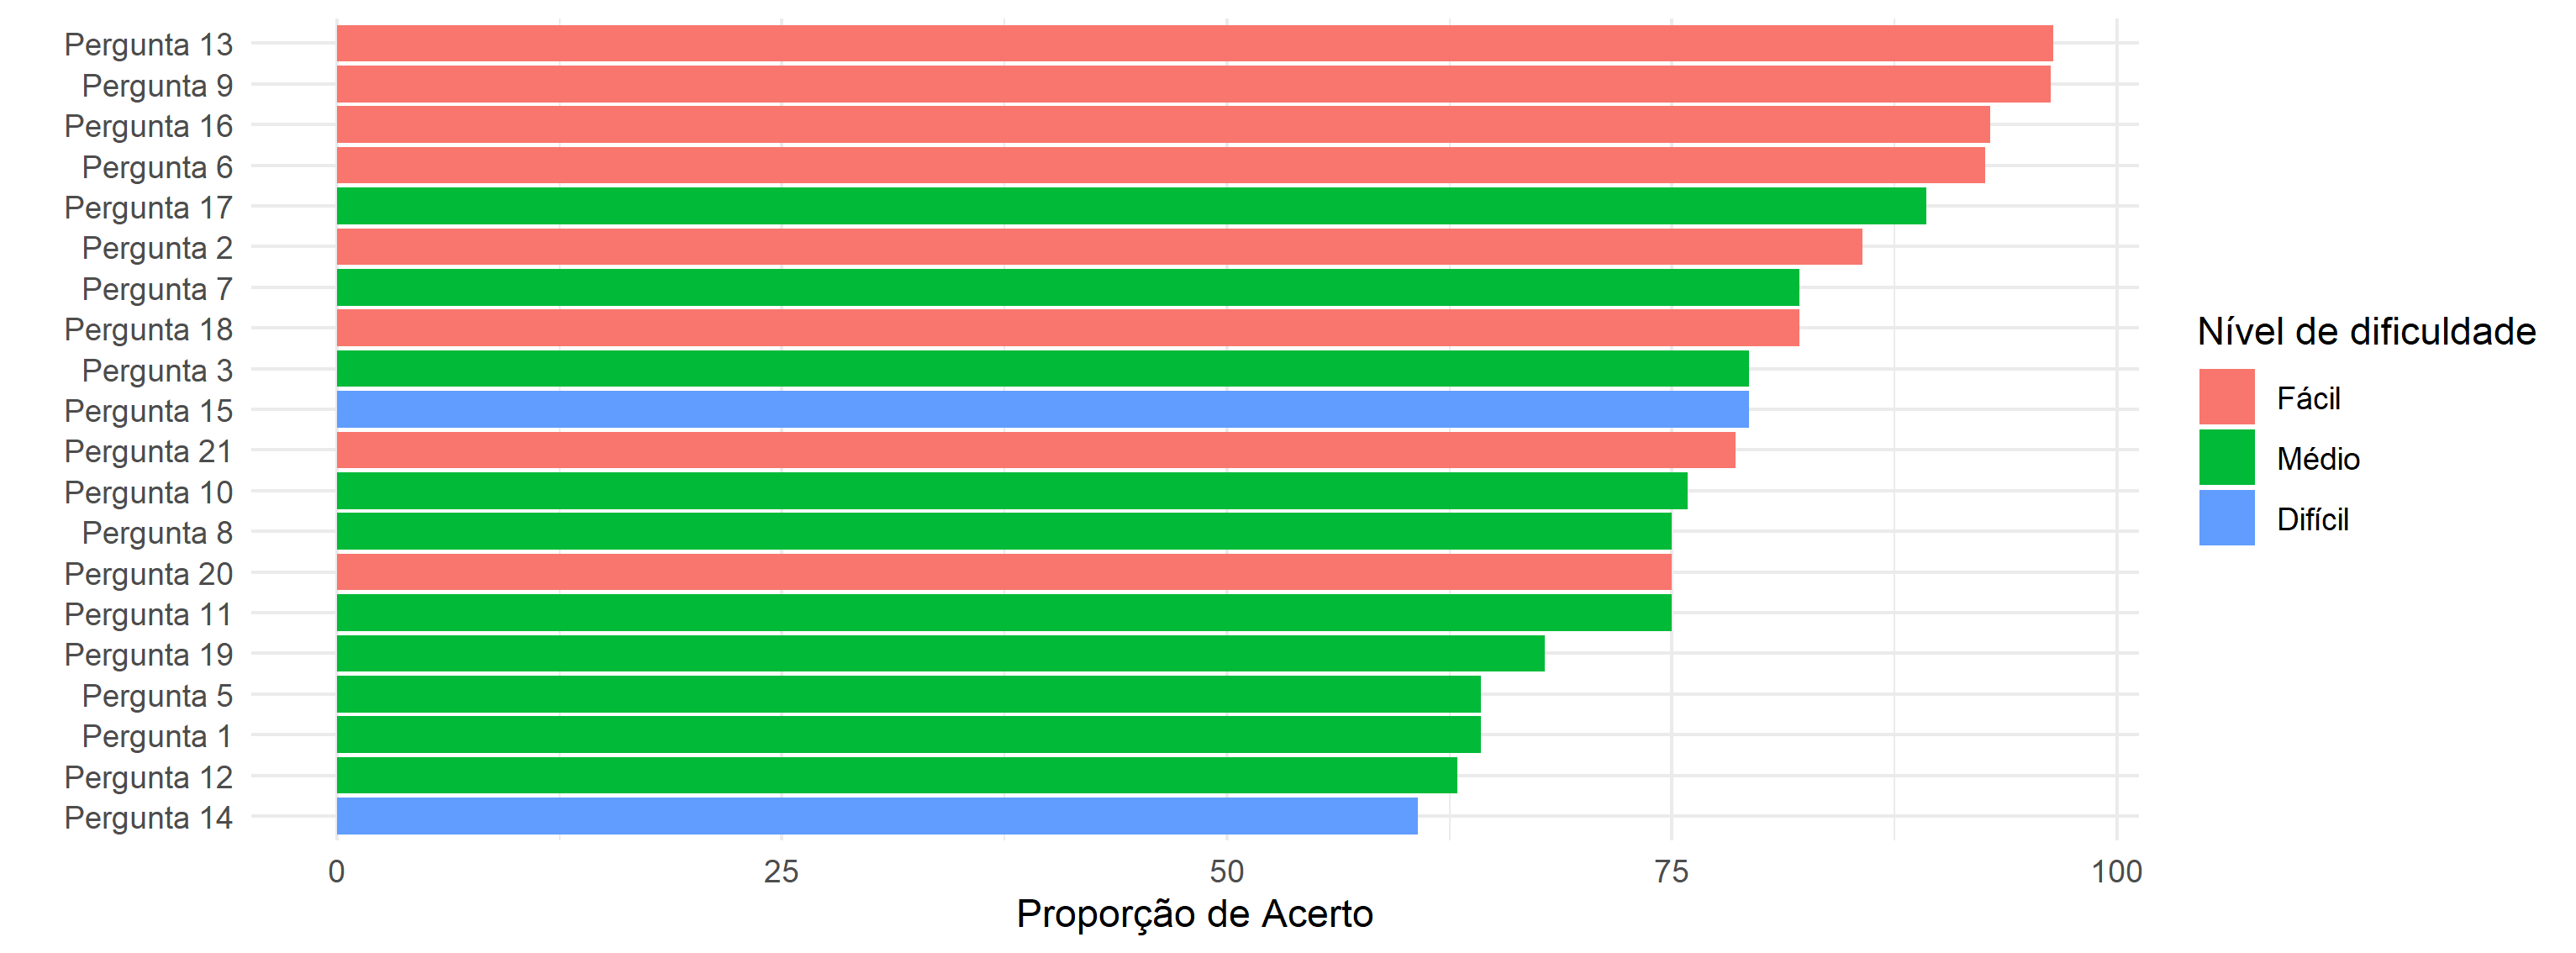 Pergunta 13
Pergunta 9
Pergunta 16
Pergunta 6
Pergunta 17
Pergunta 2
Pergunta 7
Pergunta 18
Pergunta 3
Pergunta 15
Pergunta 21
Pergunta 10
Pergunta 8
Pergunta 20
Pergunta 11
Pergunta 19
Pergunta 5
Pergunta 1
Pergunta 12
Pergunta 14
0 25 50 75 100
Proporção de Acerto
Nível de dificuldade
Fácil
Médio
Difícil